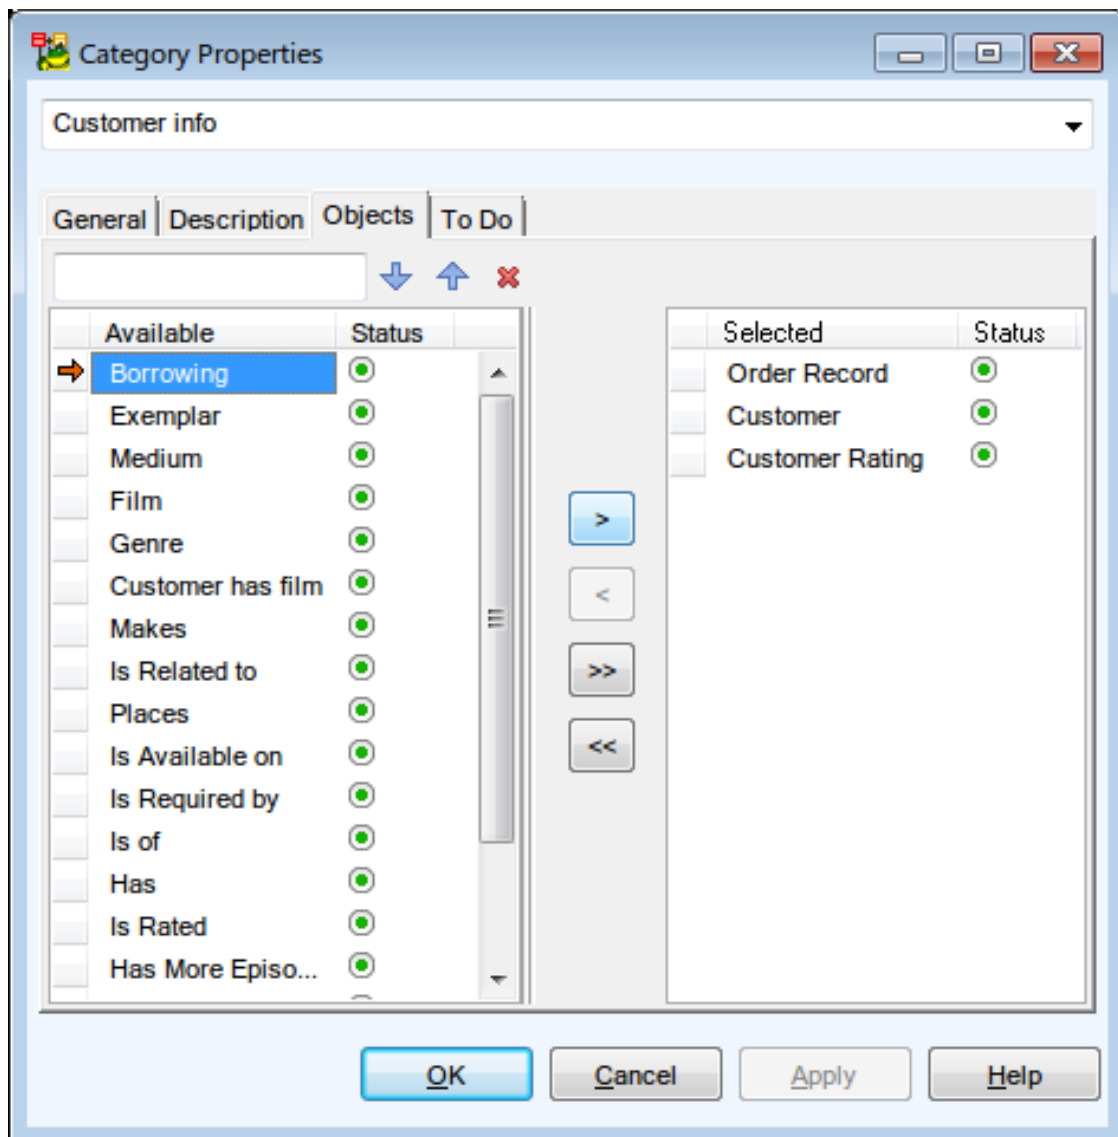 Category Properties
Customer info
General Description Objects To Do
Available Status Selected Status
Borrowing Order Record
Exemplar Customer
Medium Customer Rating
Film
>
Genre
Customer has film
<
Makes
Is Related to
>>
Places
Is Available on
<<
Is Required by
Is of
Has
Is Rated
Has More Episo...
OK Cancel Apply Help